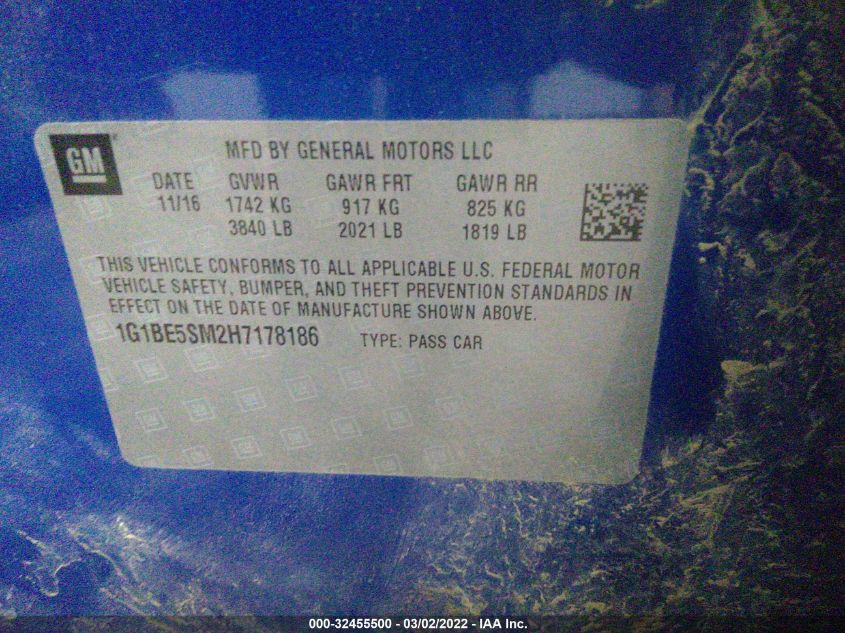 GM
MFD BY GENERAL MOTORS LLC
DATE GVWR GAWR FRT GAWR RR
11/16 1742 KG 917 KG 825 KG
3840 LB 2021 LB 1819 LB
THIS VEHICLE CONFORMS TO ALL APPLICABLE U.S. FEDERAL MOTOR
VEHICLE SAFETY, BUMPER, AND THEFT PREVENTION STANDARDS IN
EFFECT ON THE DATE OF MANUFACTURE SHOWN ABOVE.
1G1BE5SM2H7178186 TYPE: PASS CAR
000-32455500 - 03/02/2022 - IAA Inc.